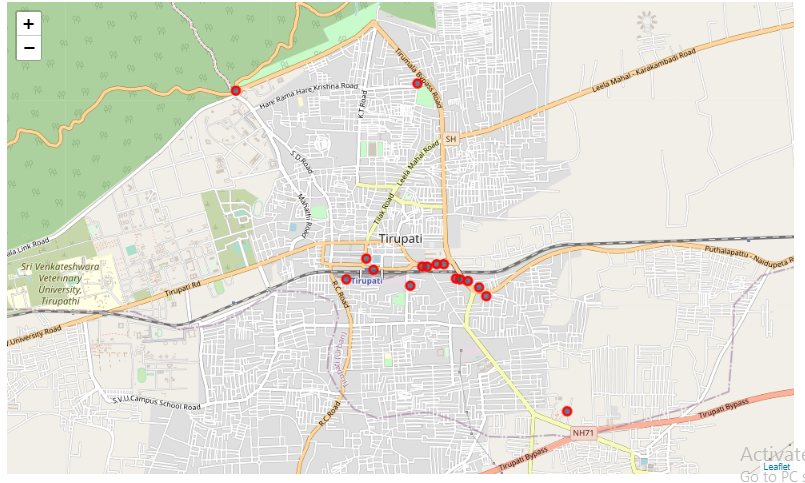 +
−
Tirumala Bypass Road
Leela Mahal - Karakambadi Road
Hare Rama Hare Krishna Road
K.T.Road
SH
Leela Mahal Road
S.D.Road
Mahathi Road
Tilak Road
Tirupati
ala Link Road
Sri Venkateshwara
Veterinary
University,
Tirupathi
Tirupati Rd
Puthalapattu - Naidupeta Ro
Tirupati
R.C.Road
V.University Road
S.V.U.Campus School Road
R.C.Road
Tirupati Bypass
NH71
Tirupati Bypass
Activate
Leaflet
Go to PC s